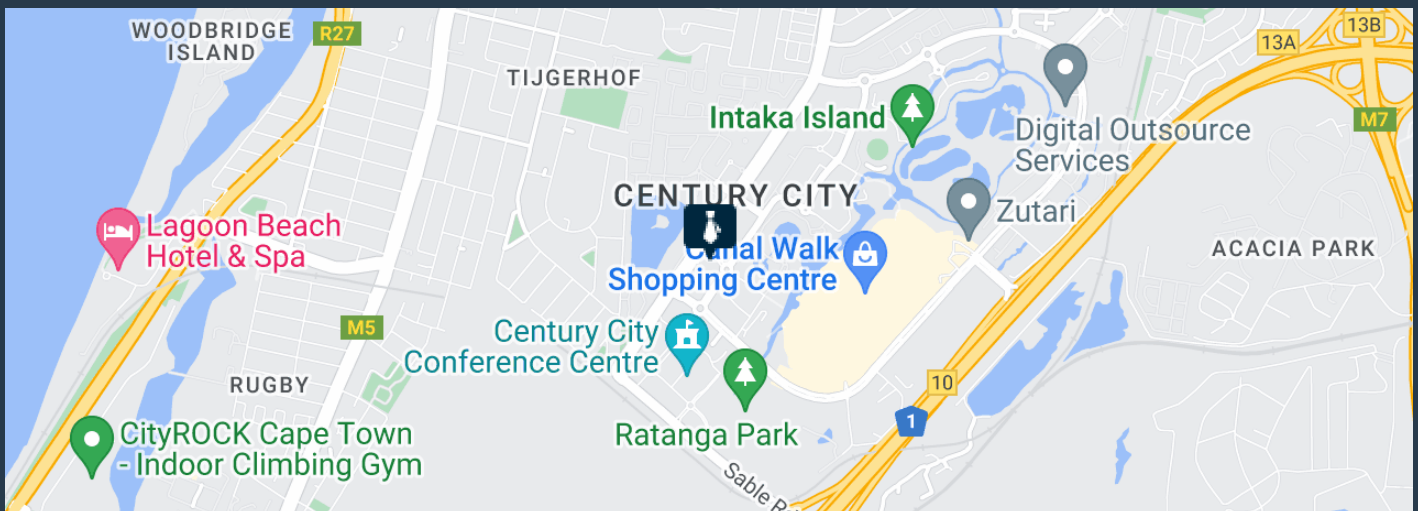 WOODBRIDGE
ISLAND
R27
13B
13A
TIJGERHOF
Intaka Island
M7
Digital Outsource
Services
CENTURY CITY
Zutari
Lagoon Beach
Hotel & Spa
Canal Walk
Shopping Centre
ACACIA PARK
M5
Century City
Conference Centre
RUGBY
10
1
Ratanga Park
CityROCK Cape Town
- Indoor Climbing Gym
Sable